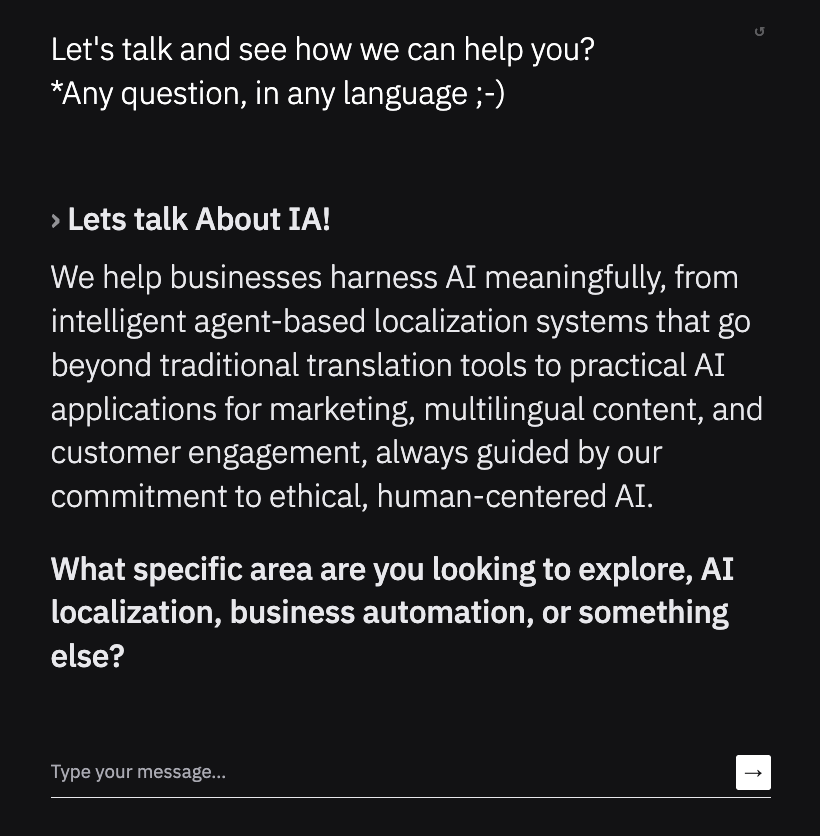 Let's talk and see how we can help you?
*Any question, in any language ;-)
› Lets talk About IA!
We help businesses harness AI meaningfully, from
intelligent agent-based localization systems that go
beyond traditional translation tools to practical AI
applications for marketing, multilingual content, and
customer engagement, always guided by our
commitment to ethical, human-centered AI.
What specific area are you looking to explore, AI
localization, business automation, or something
else?
Type your message...